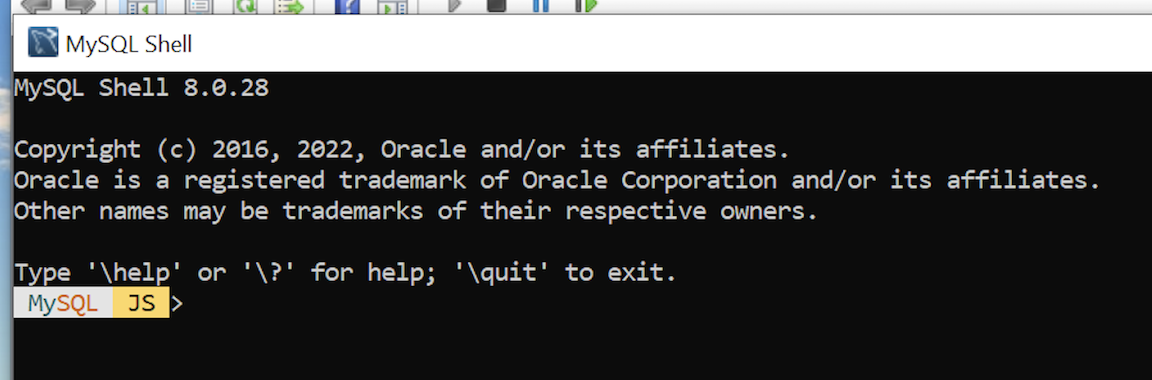 MySQL Shell
MySQL Shell 8.0.28
Copyright (c) 2016, 2022, Oracle and/or its affiliates.
Oracle is a registered trademark of Oracle Corporation and/or its affiliates.
Other names may be trademarks of their respective owners.
Type '\help' or '\?' for help; '\quit' to exit.
MySQL JS >